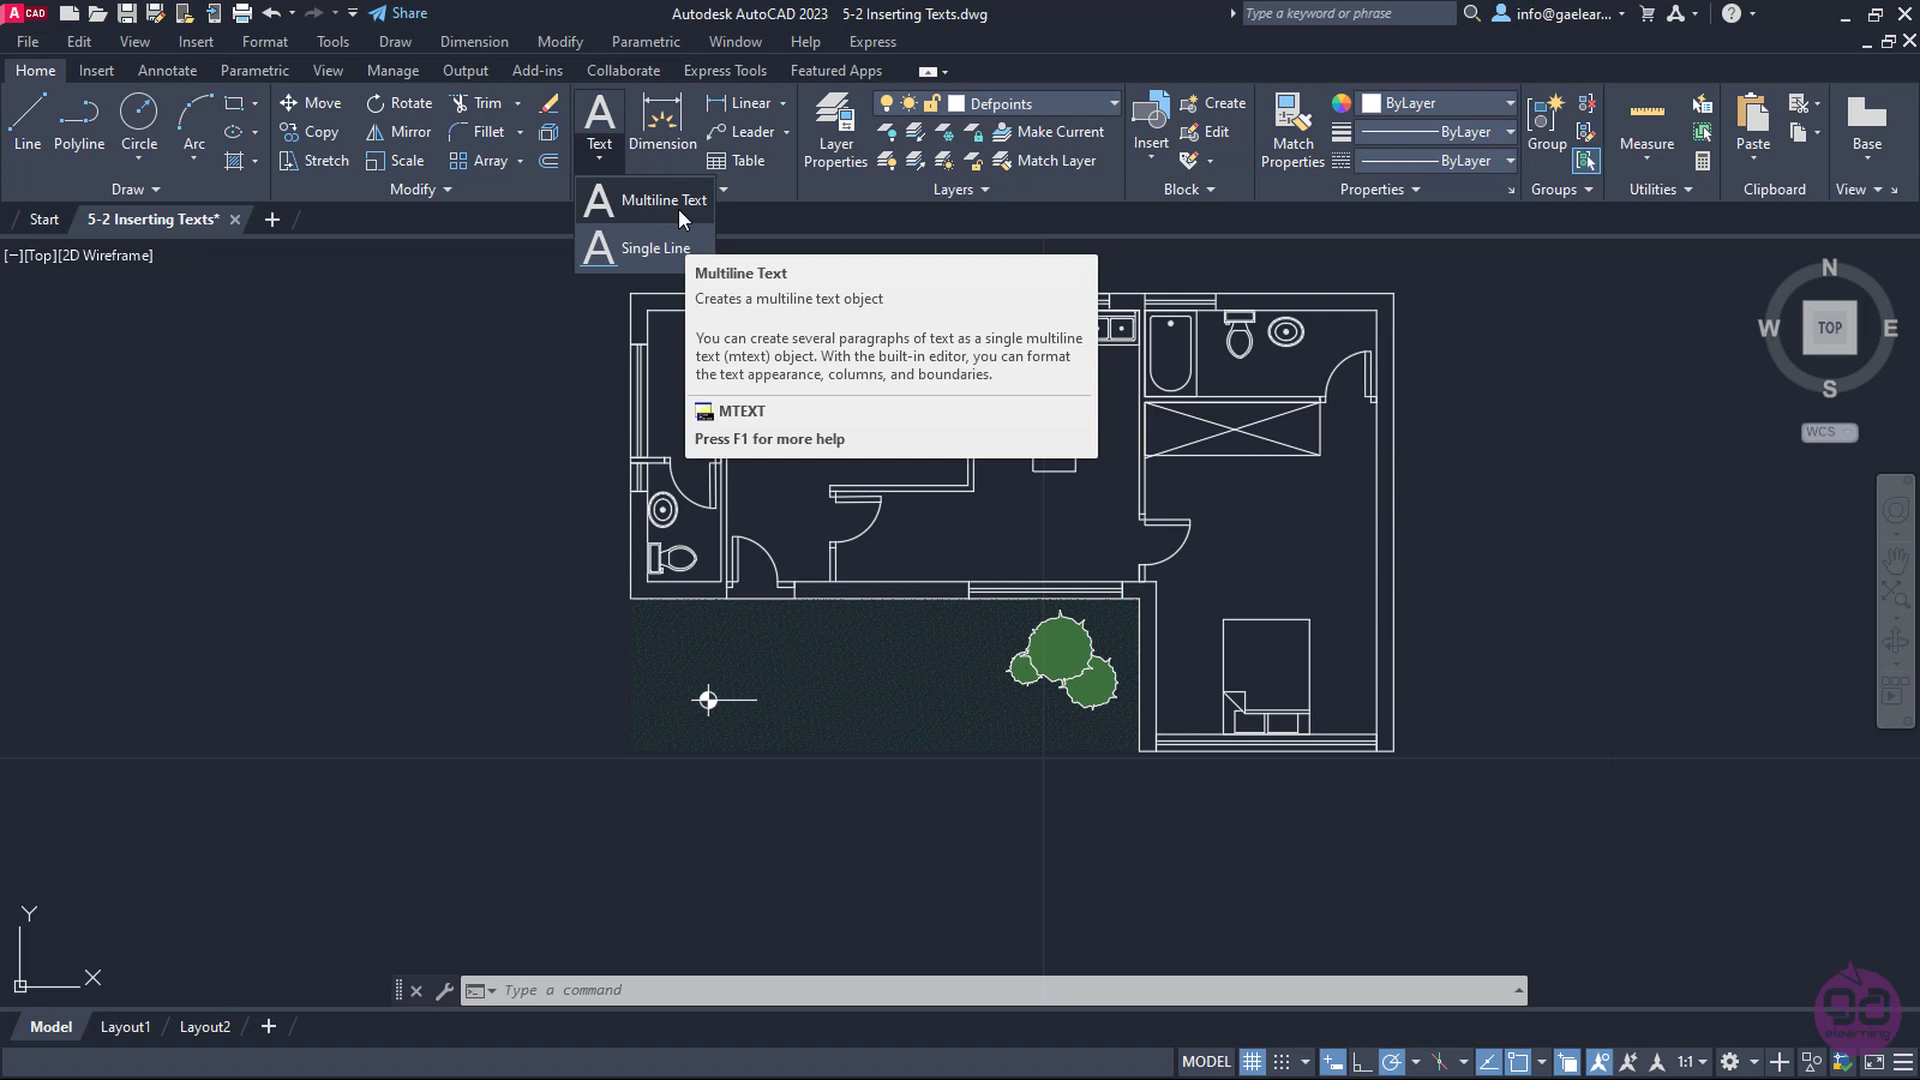 CAD
Share
Autodesk AutoCAD 2023 5-2 Inserting Texts.dwg
Type a keyword or phrase
info@gaelear...
File Edit View Insert Format Tools Draw Dimension Modify Parametric Window Help Express
Home Insert Annotate Parametric View Manage Output Add-ins Collaborate Express Tools Featured Apps
Line Polyline Circle Arc
Move Rotate Trim
Copy Mirror Fillet
Stretch Scale Array
Text Dimension
Linear
Leader
Table
Layer Properties
Defpoints
Make Current
Match Layer
Insert
Create
Edit
Match Properties
ByLayer
ByLayer
ByLayer
Group
Measure
Paste
Base
Draw Modify Layers Block Properties Groups Utilities Clipboard View
Multiline Text
Single Line
Start 5-2 Inserting Texts*
[−][Top][2D Wireframe]
Multiline Text
Creates a multiline text object
You can create several paragraphs of text as a single multiline
text (mtext) object. With the built-in editor, you can format
the text appearance, columns, and boundaries.
MTEXT
Press F1 for more help
N
W TOP E
S
WCS
Y
X
Type a command
Model Layout1 Layout2
MODEL 1:1
ga
elearning